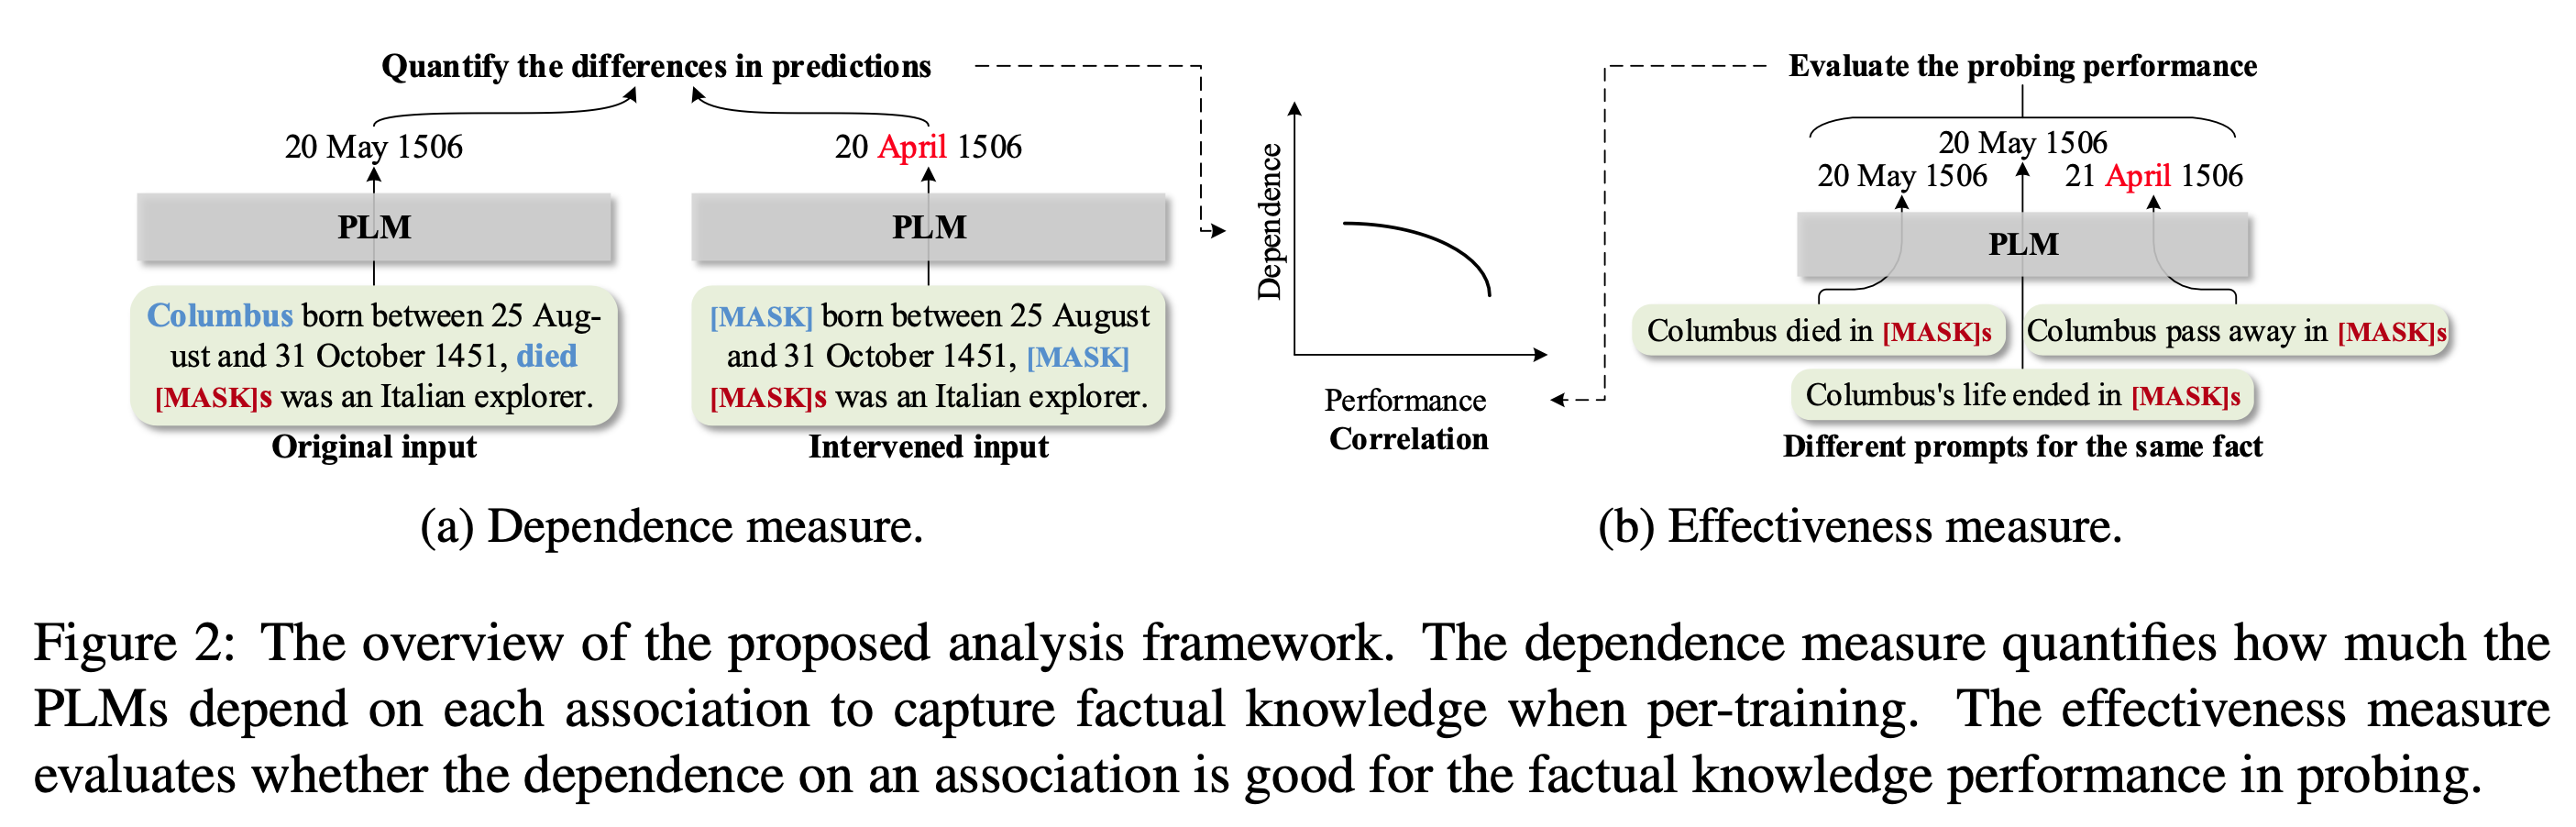 Quantify the differences in predictions
20 May 1506
20 April 1506
PLM
PLM
Columbus born between 25 Aug-
ust and 31 October 1451, died
[MASK]s was an Italian explorer.
Original input
[MASK] born between 25 August
and 31 October 1451, [MASK]
[MASK]s was an Italian explorer.
Intervened input
(a) Dependence measure.
Dependence
Performance
Correlation
Evaluate the probing performance
20 May 1506
20 May 1506
21 April 1506
PLM
Columbus died in [MASK]s
Columbus pass away in [MASK]s
Columbus's life ended in [MASK]s
Different prompts for the same fact
(b) Effectiveness measure.
Figure 2: The overview of the proposed analysis framework. The dependence measure quantifies how much the
PLMs depend on each association to capture factual knowledge when per-training. The effectiveness measure
evaluates whether the dependence on an association is good for the factual knowledge performance in probing.